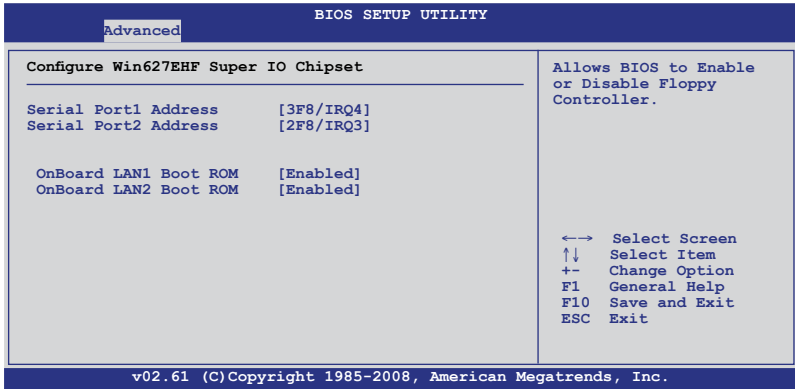 BIOS SETUP UTILITY
Advanced
Configure Win627EHF Super IO Chipset
Serial Port1 Address [3F8/IRQ4]
Serial Port2 Address [2F8/IRQ3]
OnBoard LAN1 Boot ROM [Enabled]
OnBoard LAN2 Boot ROM [Enabled]
Allows BIOS to Enable
or Disable Floppy
Controller.
←→ Select Screen
↑↓ Select Item
+- Change Option
F1 General Help
F10 Save and Exit
ESC Exit
v02.61 (C)Copyright 1985-2008, American Megatrends, Inc.